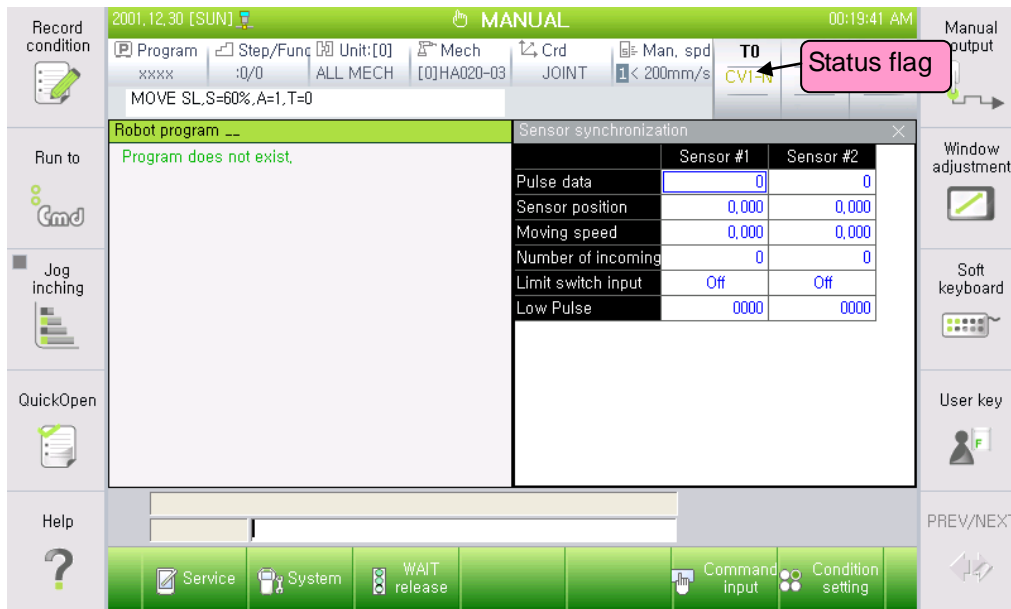 Record condition
2001,12,30 [SUN]
MANUAL
00:19:41 AM
Manual output
Program
Step/Func
Unit:[0]
Mech
Crd
Man, spd
T0
xxxx
:0/0
ALL MECH
[0]HA020-03
JOINT
1< 200mm/s
CV1-N
Status flag
MOVE SL,S=60%,A=1,T=0
Robot program __
Program does not exist,
Sensor synchronization
Sensor #1 Sensor #2
Pulse data 0 0
Sensor position 0,000 0,000
Moving speed 0,000 0,000
Number of incoming 0 0
Limit switch input Off Off
Low Pulse 0000 0000
Run to
Cmd
Jog
inching
QuickOpen
Help
?
Window
adjustment
Soft
keyboard
User key
F
PREV/NEXT
Service
System
WAIT
release
Command
input
Condition
setting